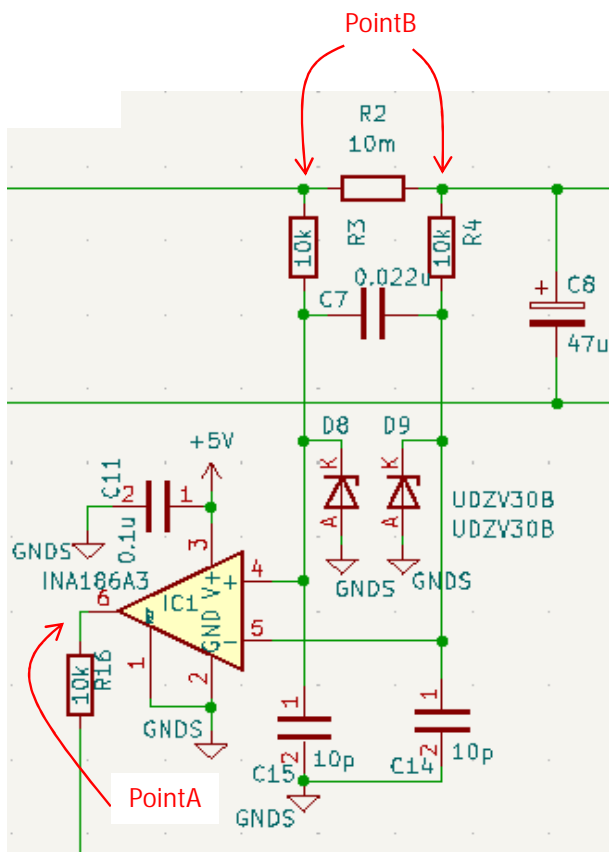 PointB
R2
10m
10k
R3
10k
R4
C7
0.022u
+
C8
47u
D8
D9
+5V
C11
2
1
0.1u
GNDS
K
A
K
A
UDZV30B
UDZV30B
GNDS
GNDS
INA186A3
3
V+
+
4
6
IC1
GND
-
5
1
2
10k
R16
GNDS
1
2
C15
10p
1
2
C14
10p
GNDS
PointA